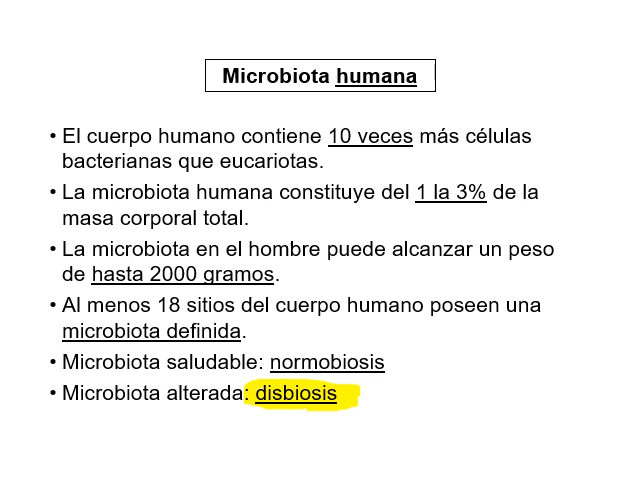 Microbiota humana
• El cuerpo humano contiene 10 veces más células
bacterianas que eucariotas.
• La microbiota humana constituye del 1 la 3% de la
masa corporal total.
• La microbiota en el hombre puede alcanzar un peso
de hasta 2000 gramos.
• Al menos 18 sitios del cuerpo humano poseen una
microbiota definida.
• Microbiota saludable: normobiosis
• Microbiota alterada: disbiosis